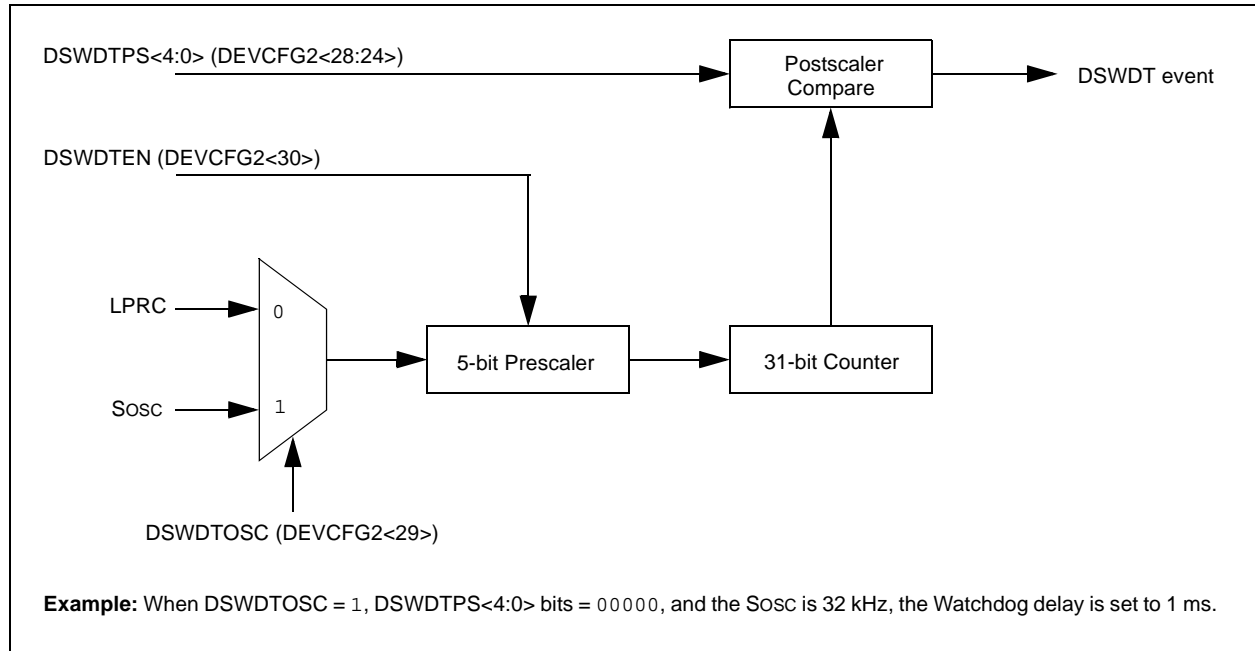 DSWDTPS<4:0> (DEVCFG2<28:24>)
Postscaler
Compare
DSWDT event
DSWDTEN (DEVCFG2<30>)
LPRC
0
5-bit Prescaler
31-bit Counter
SOSC
1
DSWDTOSC (DEVCFG2<29>)
Example: When DSWDTOSC = 1, DSWDTPS<4:0> bits = 00000, and the SOSC is 32 kHz, the Watchdog delay is set to 1 ms.